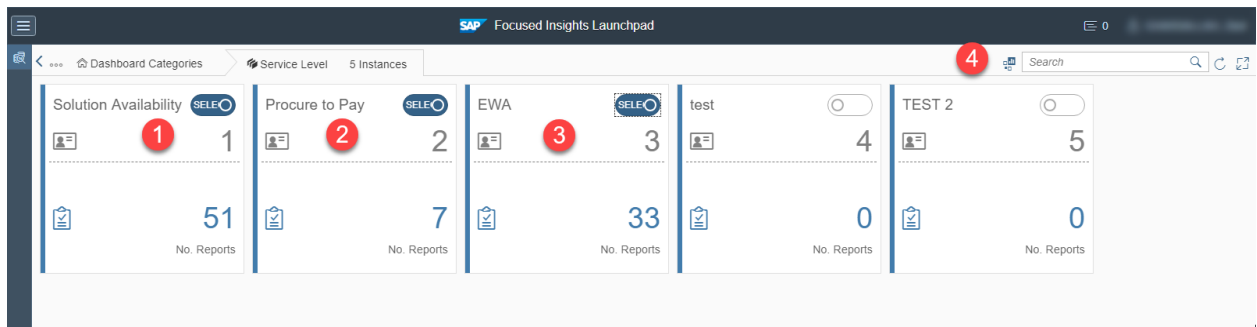 SAP Focused Insights Launchpad 0
Dashboard Categories Service Level 5 Instances 4 Search
Solution Availability SELE Procure to Pay SELE EWA SELE test TEST 2
1 1 2 2 3 3 4 5
51 7 33 0 0
No. Reports No. Reports No. Reports No. Reports No. Reports